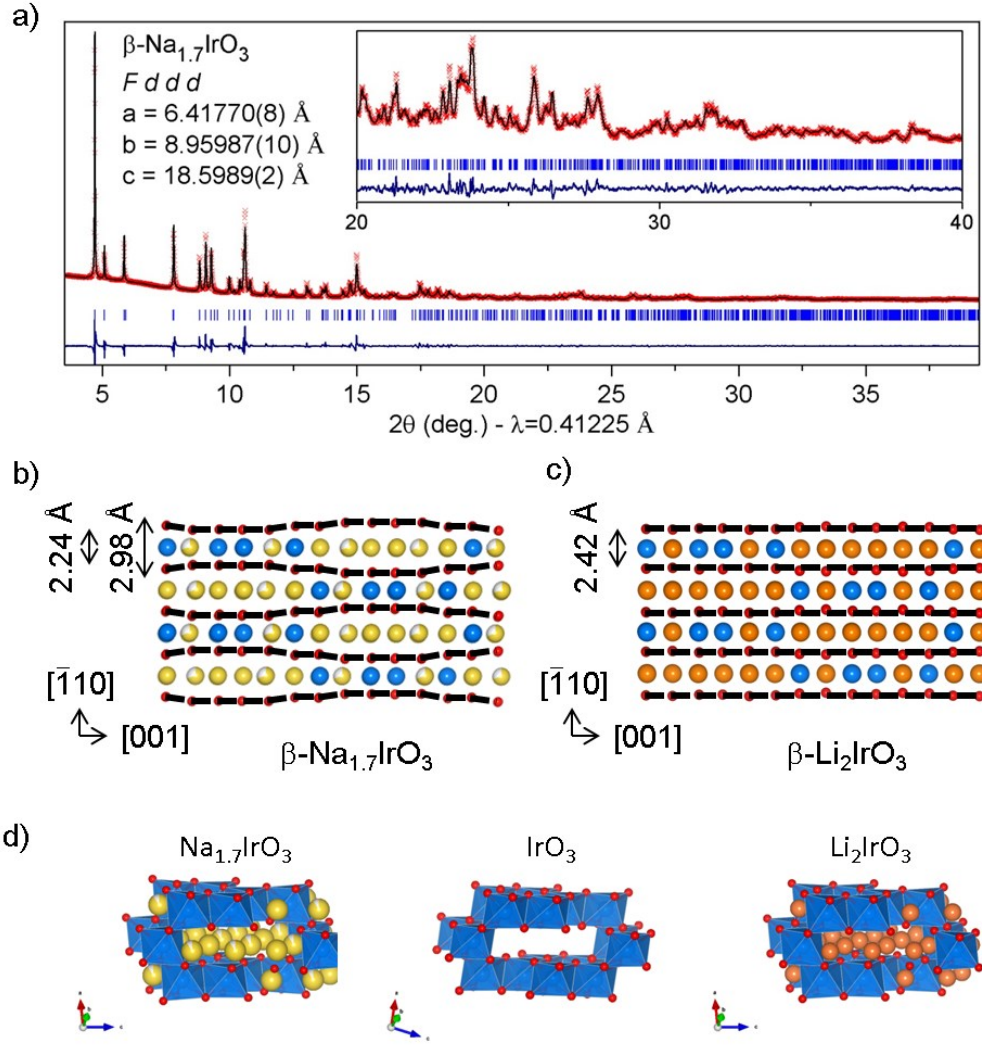 a)
β-Na1.7IrO3
F d d d
a = 6.41770(8) Å
b = 8.95987(10) Å
c = 18.5989(2) Å
20 30 40
5 10 15 20 25 30 35
2θ (deg.) - λ=0.41225 Å
b)
2.24 Å
2.98 Å
[1̅10]
[001]
β-Na1.7IrO3
c)
2.42 Å
[1̅10]
[001]
β-Li2IrO3
d)
Na1.7IrO3
IrO3
Li2IrO3